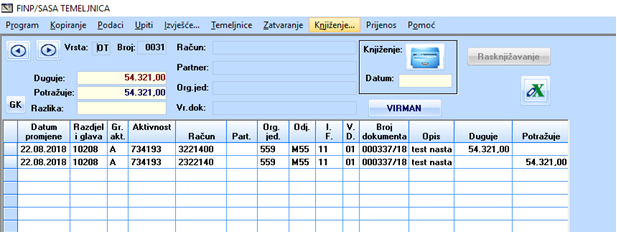 FINP/SASA TEMELJNICA
Program Kopiranje Podaci Upiti Izvješće... Temeljnice Zatvaranje Knjiženje... Prijenos Pomoć
Vrsta: OT Broj: 0031 Račun: Knjiženje: Rasknjižavanje
Partner:
Duguje: 54.321,00 Datum:
Potražuje: 54.321,00 Org.jed:
GK Razlika: Vr.dok: VIRMAN
Datum promjene Razdjel i glava Gr. akt. Aktivnost Račun Part. Org. jed. Odj. I. F. V. D. Broj dokumenta Opis Duguje Potražuje
22.08.2018 10208 A 734193 3221400 559 M55 11 01 000337/18 test nasta 54.321,00
22.08.2018 10208 A 734193 2322140 559 M55 11 01 000337/18 test nasta 54.321,00